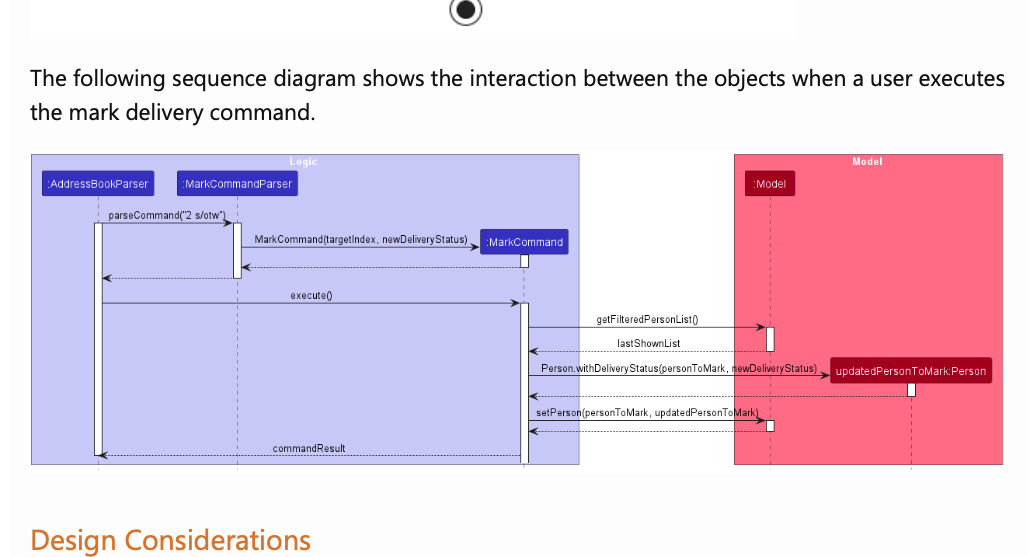 The following sequence diagram shows the interaction between the objects when a user executes
the mark delivery command.
Logic
Model
:AddressBookParser
:MarkCommandParser
:Model
parseCommand("2 s/otw")
MarkCommand(targetIndex, newDeliveryStatus)
:MarkCommand
execute()
getFilteredPersonList()
lastShownList
Person.withDeliveryStatus(personToMark, newDeliveryStatus)
updatedPersonToMark:Person
setPerson(personToMark, updatedPersonToMark)
commandResult
Design Considerations